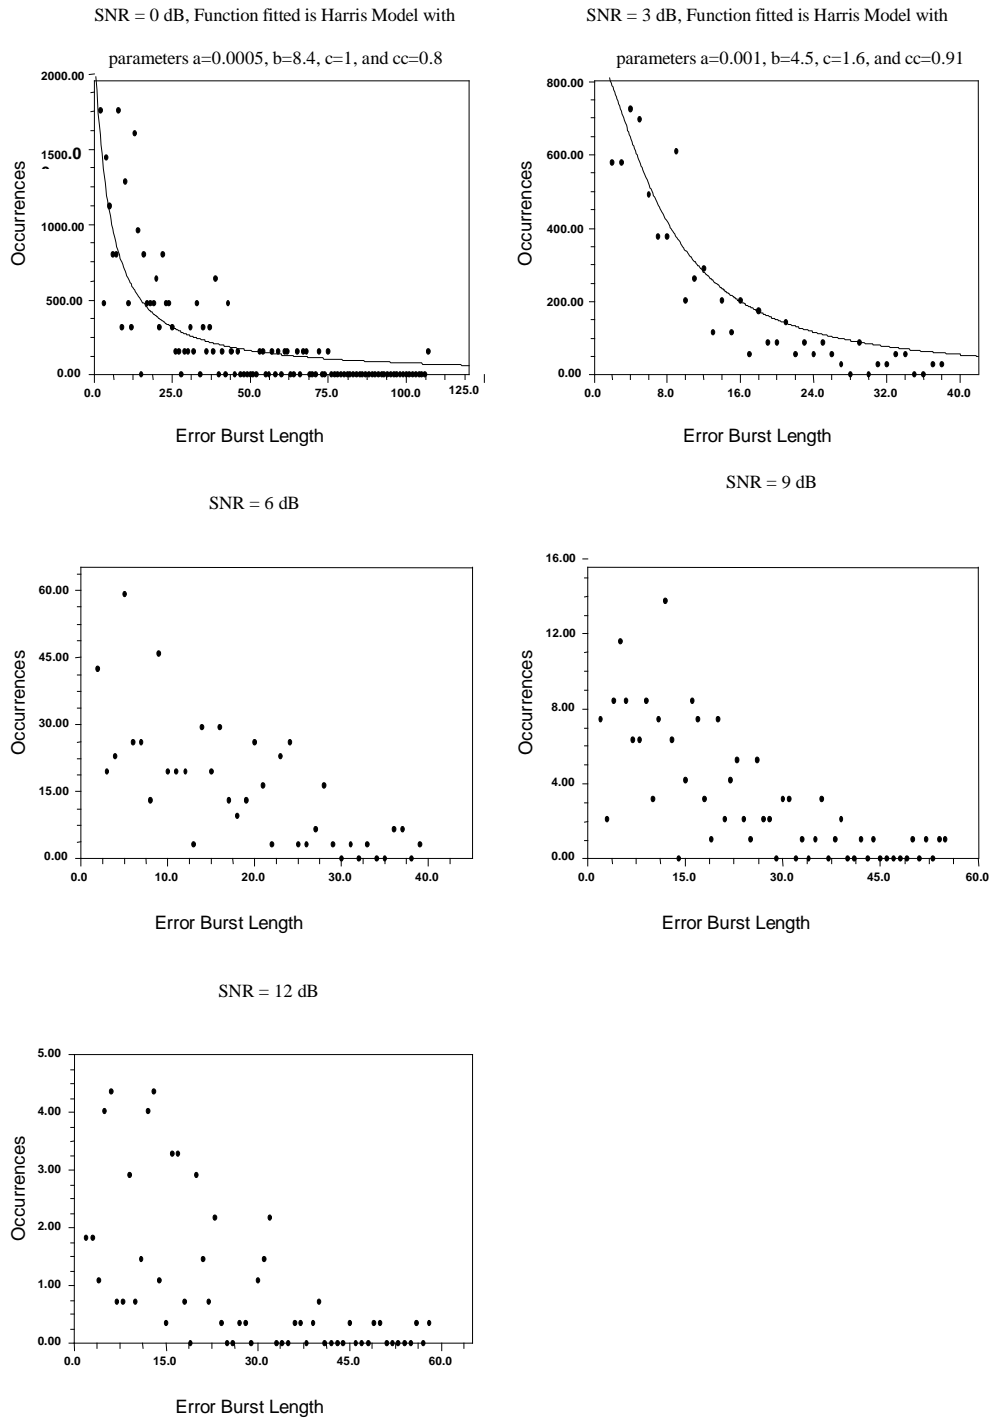 SNR = 0 dB, Function fitted is Harris Model with
parameters a=0.0005, b=8.4, c=1, and cc=0.8
2000.00
1500.0
1000.00
500.00
0.00
Occurrences
0.0 25.0 50.0 75.0 100.0 125.0
Error Burst Length
SNR = 3 dB, Function fitted is Harris Model with
parameters a=0.001, b=4.5, c=1.6, and cc=0.91
800.00
600.00
400.00
200.00
0.00
Occurrences
0.0 8.0 16.0 24.0 32.0 40.0
Error Burst Length
SNR = 6 dB
60.00
45.00
30.00
15.00
0.00
Occurrences
0.0 10.0 20.0 30.0 40.0
Error Burst Length
SNR = 9 dB
16.00
12.00
8.00
4.00
0.00
Occurrences
0.0 15.0 30.0 45.0 60.0
Error Burst Length
SNR = 12 dB
5.00
4.00
3.00
2.00
1.00
0.00
Occurrences
0.0 15.0 30.0 45.0 60.0
Error Burst Length